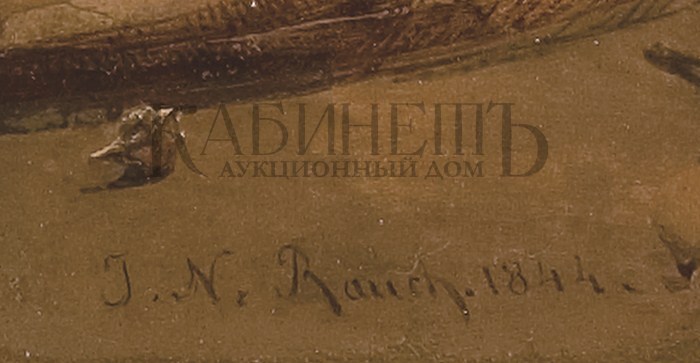 КАБИНЕТЪ
АУКЦИОННЫЙ ДОМ
J. N. Rauch. 1844.